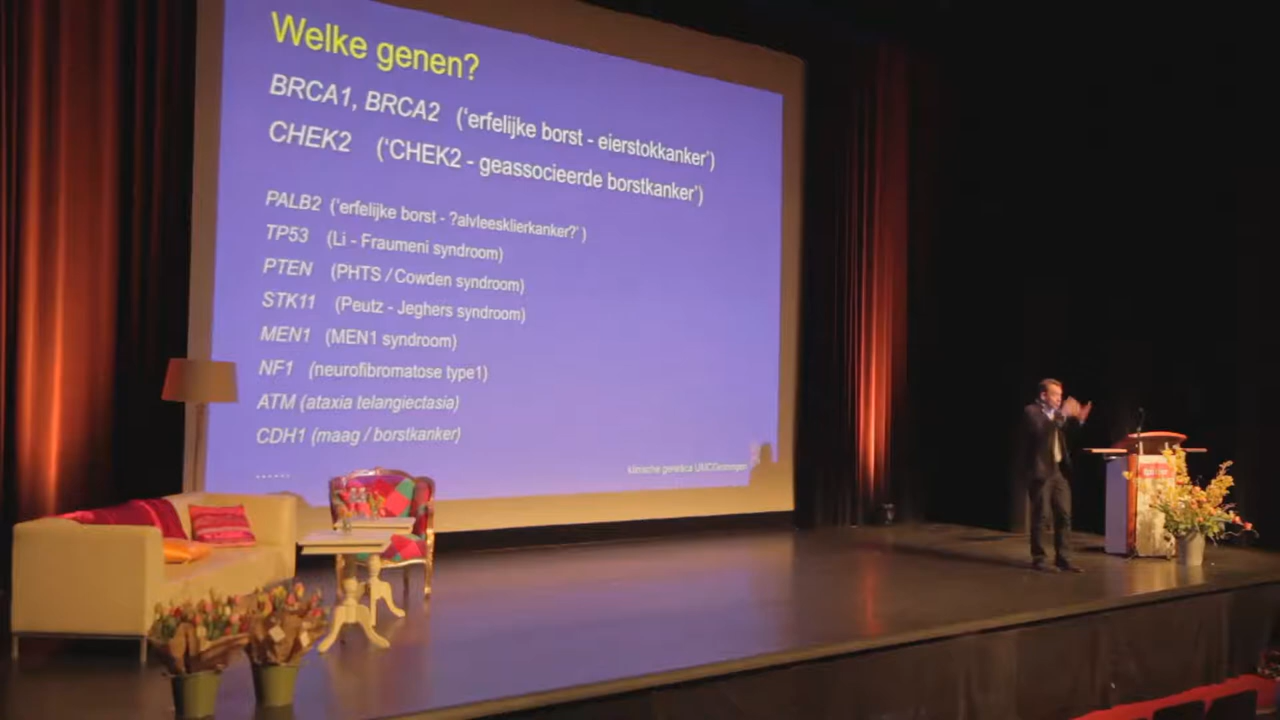 Welke genen?
BRCA1, BRCA2 ('erfelijke borst - eierstokkanker')
CHEK2 ('CHEK2 - geassocieerde borstkanker')
PALB2 ('erfelijke borst - ?alvleesklierkanker?' )
TP53 (Li - Fraumeni syndroom)
PTEN (PHTS / Cowden syndroom)
STK11 (Peutz - Jeghers syndroom)
MEN1 (MEN1 syndroom)
NF1 (neurofibromatose type1)
ATM (ataxia telangiectasia)
CDH1 (maag / borstkanker)
......
klinische genetica UMCGroningen